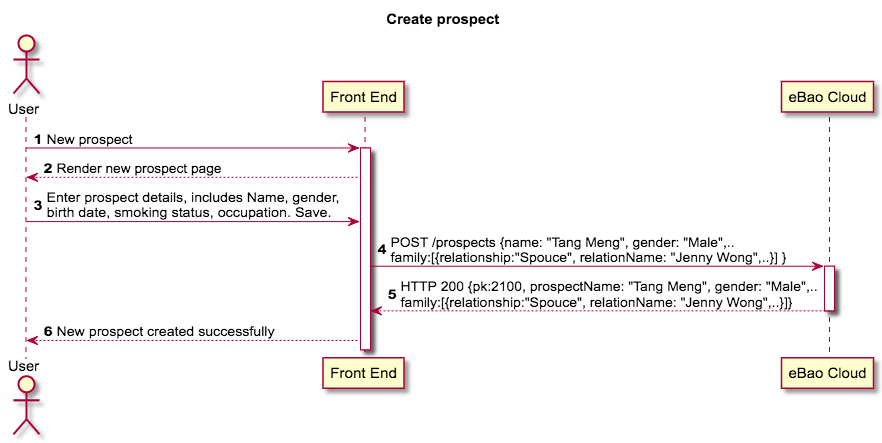 Create prospect
User
Front End
eBao Cloud
1 New prospect
2 Render new prospect page
3 Enter prospect details, includes Name, gender,
birth date, smoking status, occupation. Save.
4 POST /prospects {name: "Tang Meng", gender: "Male",..
family:[{relationship:"Spouce", relationName: "Jenny Wong",..}] }
5 HTTP 200 {pk:2100, prospectName: "Tang Meng", gender: "Male",..
family:[{relationship:"Spouce", relationName: "Jenny Wong",..}]}
6 New prospect created successfully
User
Front End
eBao Cloud